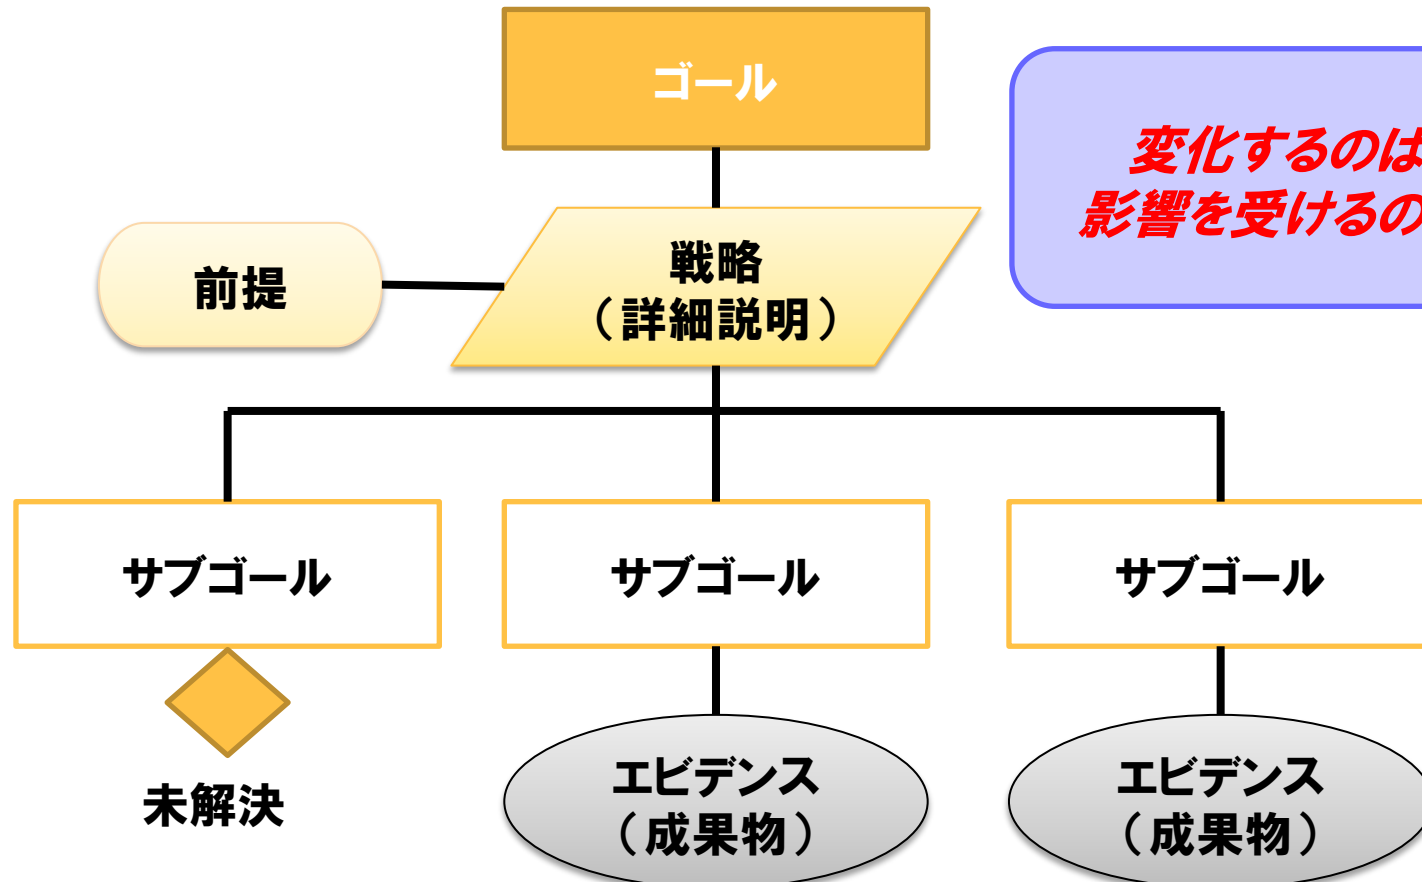 ゴール
変化するのは
影響を受けるの
前提
戦略
（詳細説明）
サブゴール
サブゴール
サブゴール
未解決
エビデンス
（成果物）
エビデンス
（成果物）